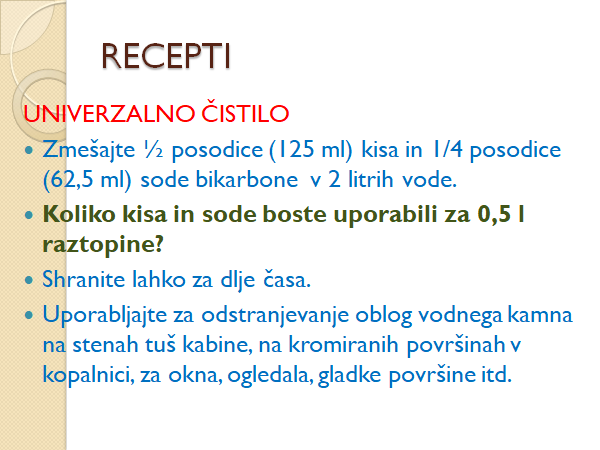 RECEPTI
UNIVERZALNO ČISTILO
• Zmešajte ½ posodice (125 ml) kisa in 1/4 posodice
(62,5 ml) sode bikarbone v 2 litrih vode.
• Koliko kisa in sode boste uporabili za 0,5 l
raztopine?
• Shranite lahko za dlje časa.
• Uporabljajte za odstranjevanje oblog vodnega kamna
na stenah tuš kabine, na kromiranih površinah v
kopalnici, za okna, ogledala, gladke površine itd.